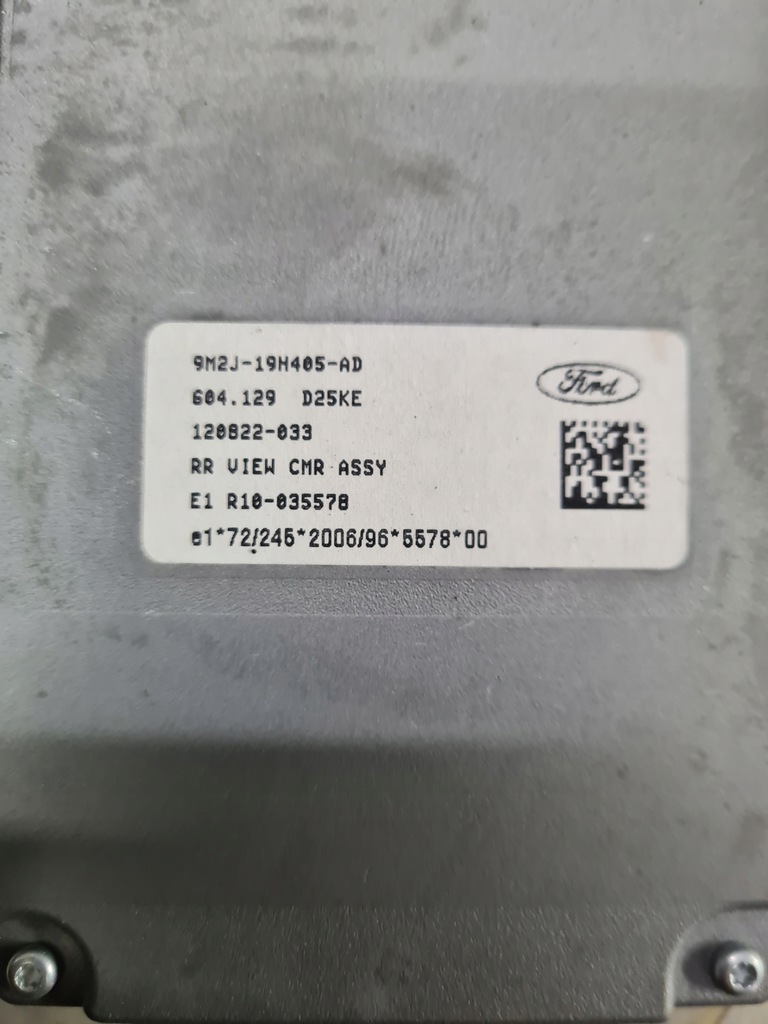 9M2J-19H405-AD
Ford
604.129 D25KE
120822-033
RR VIEW CMR ASSY
E1 R10-035578
e1*72/245*2006/96*5578*00